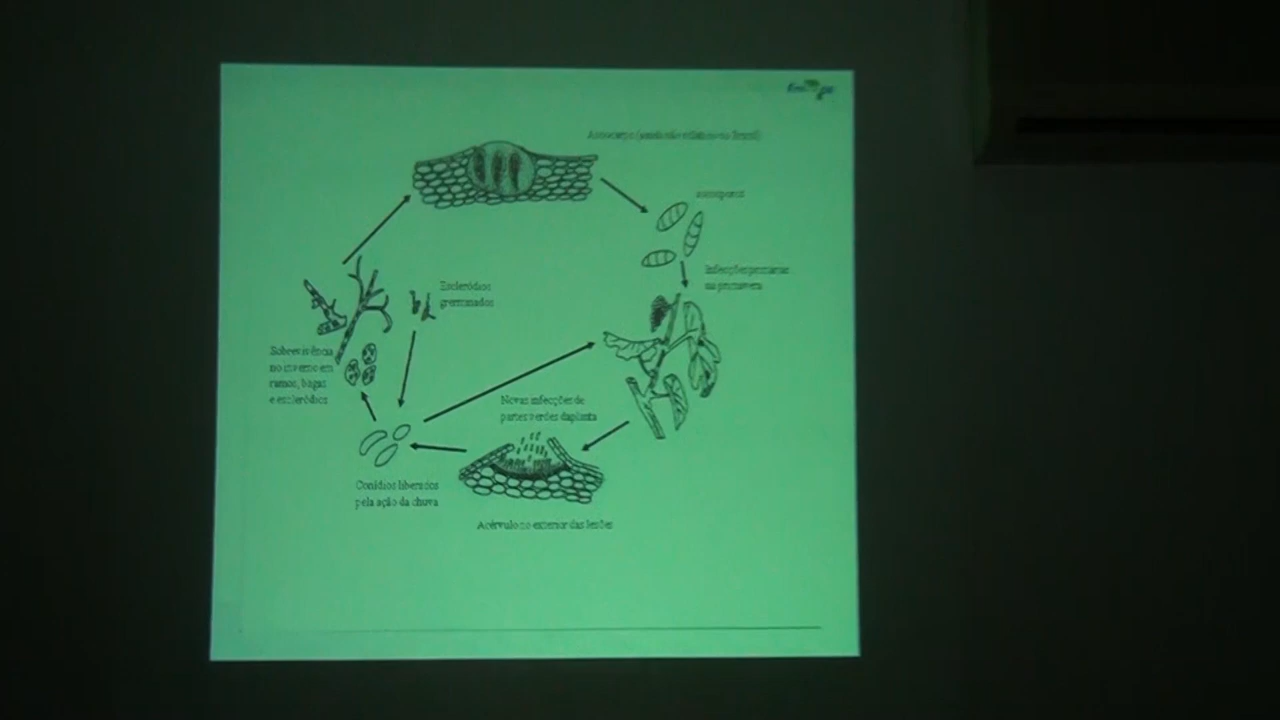 Ascocarpo (ainda não relatado no Brasil)
ascosporos
Infecções primárias
na primavera
Escleródios
germinados
Sobrevivência
no inverno em
ramos, bagas
e escleródios
Novas infecções de
partes verdes da planta
Conídios liberados
pela ação da chuva
Acérvulo no exterior das lesões